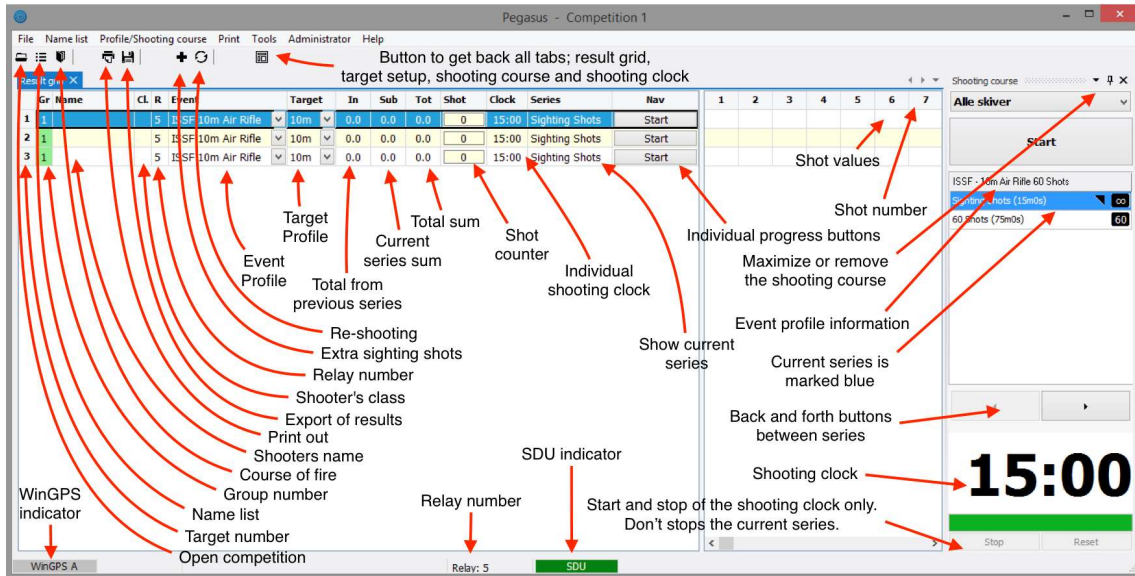 Pegasus - Competition 1
File Name list Profile/Shooting course Print Tools Administrator Help
Button to get back all tabs; result grid,
target setup, shooting course and shooting clock
Result grid X
Shooting course
Gr Name Cl. R Event Target In Sub Tot Shot Clock Series Nav 1 2 3 4 5 6 7
Alle skiver
1 1 5 ISSF 10m Air Rifle 10m 0.0 0.0 0.0 0 15:00 Sighting Shots Start
2 1 5 ISSF 10m Air Rifle 10m 0.0 0.0 0.0 0 15:00 Sighting Shots Start
3 1 5 ISSF 10m Air Rifle 10m 0.0 0.0 0.0 0 15:00 Sighting Shots Start
Start
ISSF - 10m Air Rifle 60 Shots
Sighting Shots (15m0s) ∞
60 Shots (75m0s) 60
Shot values
Shot number
Individual progress buttons
Maximize or remove
the shooting course
Target
Profile
Total sum
Current
series sum
Shot
counter
Event
Profile
Total from
previous series
Individual
shooting clock
Event profile information
Show current
series
Current series is
marked blue
Re-shooting
Extra sighting shots
Relay number
Shooter's class
Export of results
Print out
Shooters name
Course of fire
Group number
Name list
Target number
Open competition
Back and forth buttons
between series
SDU indicator
Shooting clock
15:00
WinGPS
indicator
Relay number
Start and stop of the shooting clock only.
Don't stops the current series.
Stop Reset
WinGPS A Relay: 5 SDU